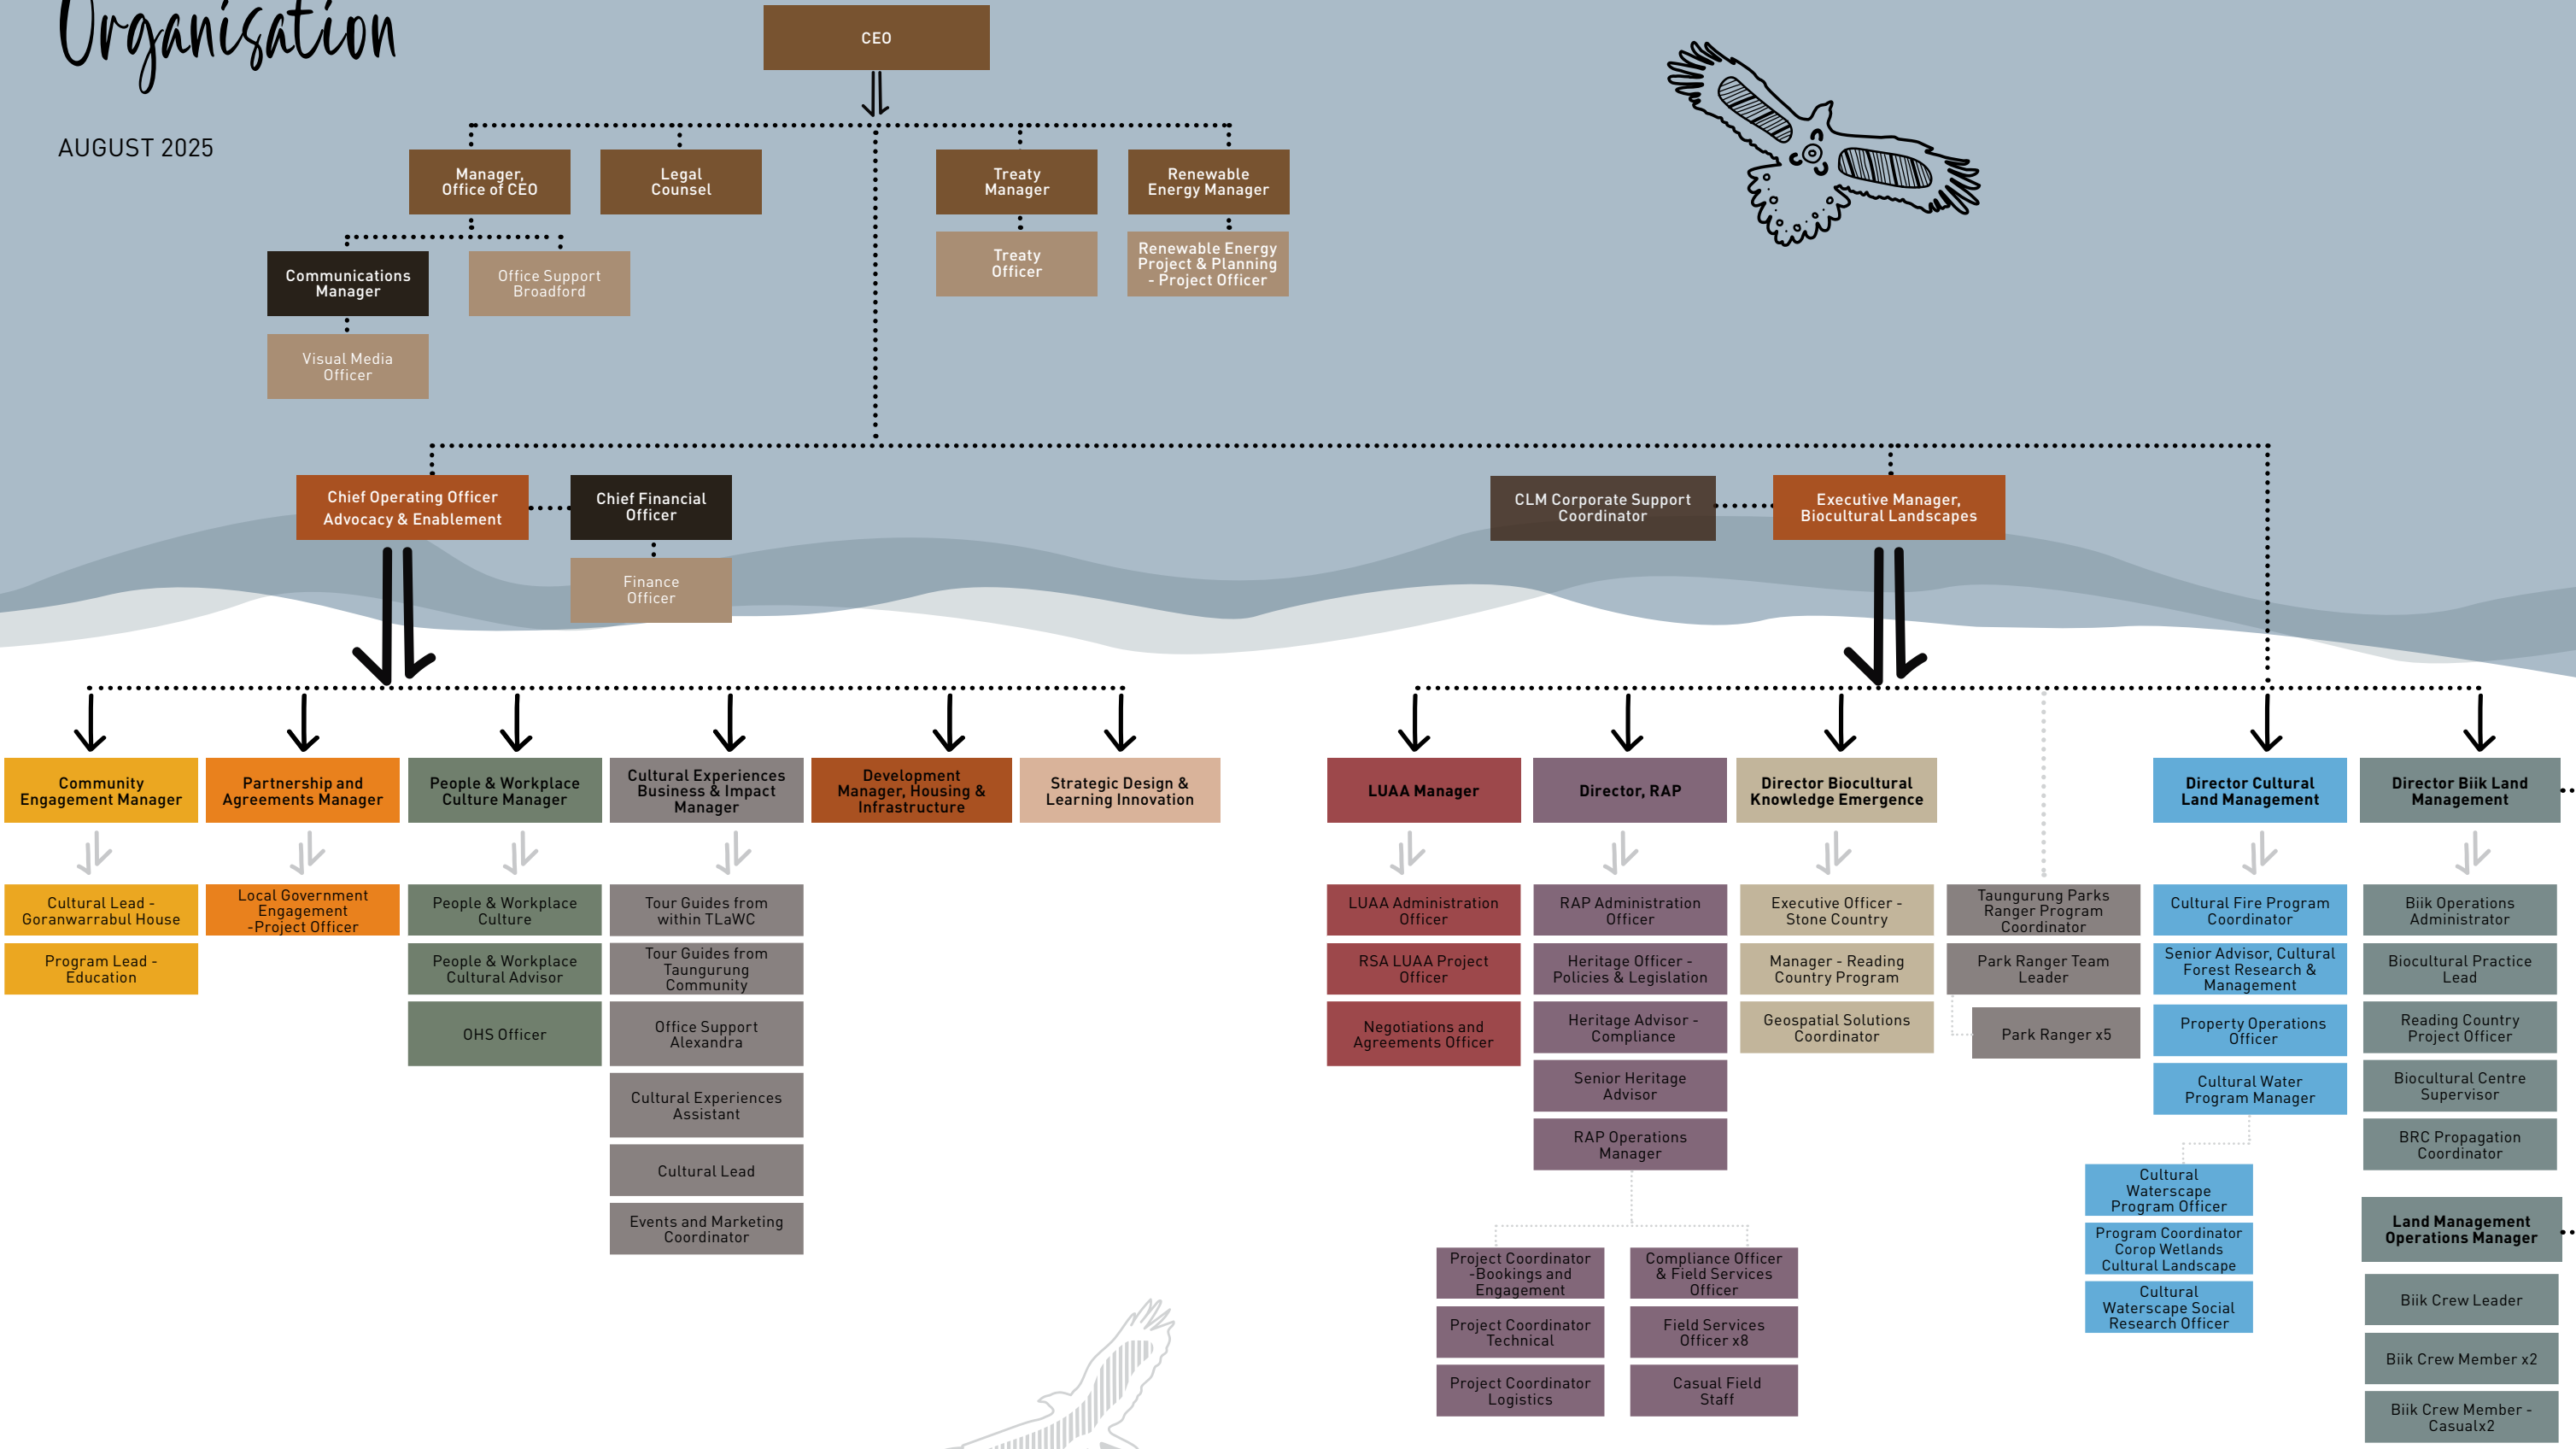 Organisation
AUGUST 2025
CEO
Manager,
Office of CEO
Legal
Counsel
Treaty
Manager
Renewable
Energy Manager
Communications
Manager
Office Support
Broadford
Treaty
Officer
Renewable Energy
Project & Planning
- Project Officer
Visual Media
Officer
Chief Operating Officer
Advocacy & Enablement
Chief Financial
Officer
Finance
Officer
CLM Corporate Support
Coordinator
Executive Manager,
Biocultural Landscapes
Community
Engagement Manager
Cultural Lead -
Goranwarrabul House
Program Lead -
Education
Partnership and
Agreements Manager
Local Government
Engagement
-Project Officer
People & Workplace
Culture Manager
People & Workplace
Culture
People & Workplace
Cultural Advisor
OHS Officer
Cultural Experiences
Business & Impact
Manager
Tour Guides from
within TLaWC
Tour Guides from
Taungurung
Community
Office Support
Alexandra
Cultural Experiences
Assistant
Cultural Lead
Events and Marketing
Coordinator
Development
Manager, Housing &
Infrastructure
Strategic Design &
Learning Innovation
LUAA Manager
LUAA Administration
Officer
RSA LUAA Project
Officer
Negotiations and
Agreements Officer
Director, RAP
RAP Administration
Officer
Heritage Officer -
Policies & Legislation
Heritage Advisor -
Compliance
Senior Heritage
Advisor
RAP Operations
Manager
Project Coordinator
-Bookings and
Engagement
Project Coordinator
Technical
Project Coordinator
Logistics
Compliance Officer
& Field Services
Officer
Field Services
Officer x8
Casual Field
Staff
Director Biocultural
Knowledge Emergence
Executive Officer -
Stone Country
Manager - Reading
Country Program
Geospatial Solutions
Coordinator
Taungurung Parks
Ranger Program
Coordinator
Park Ranger Team
Leader
Park Ranger x5
Director Cultural
Land Management
Cultural Fire Program
Coordinator
Senior Advisor, Cultural
Forest Research &
Management
Property Operations
Officer
Cultural Water
Program Manager
Cultural
Waterscape
Program Officer
Program Coordinator
Corop Wetlands
Cultural Landscape
Cultural
Waterscape Social
Research Officer
Director Biik Land
Management
Biik Operations
Administrator
Biocultural Practice
Lead
Reading Country
Project Officer
Biocultural Centre
Supervisor
BRC Propagation
Coordinator
Land Management
Operations Manager
Biik Crew Leader
Biik Crew Member x2
Biik Crew Member -
Casualx2